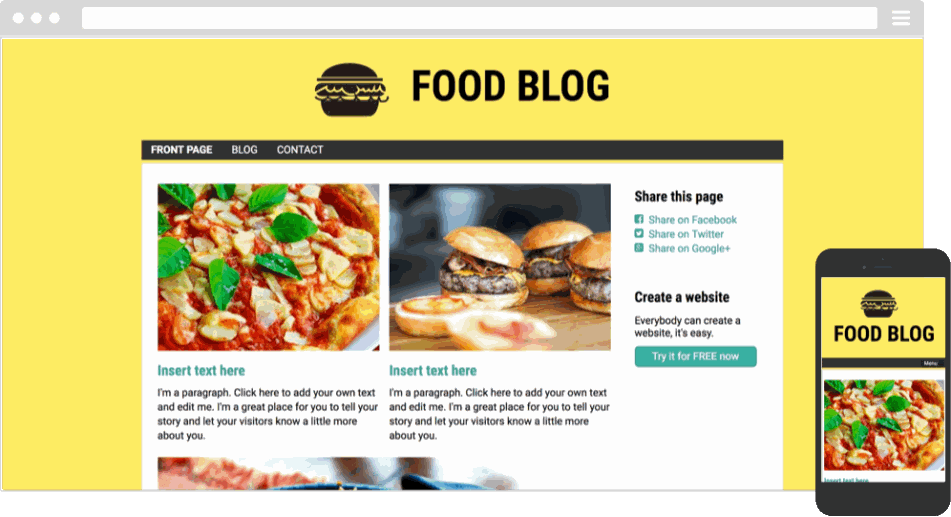 FOOD BLOG
FRONT PAGE BLOG CONTACT
Insert text here
I'm a paragraph. Click here to add your own text
and edit me. I'm a great place for you to tell your
story and let your visitors know a little more
about you.
Insert text here
I'm a paragraph. Click here to add your own text
and edit me. I'm a great place for you to tell your
story and let your visitors know a little more
about you.
Share this page
Share on Facebook
Share on Twitter
Share on Google+
Create a website
Everybody can create a
website, it's easy.
Try it for FREE now
FOOD BLOG
Menu
Insert text here